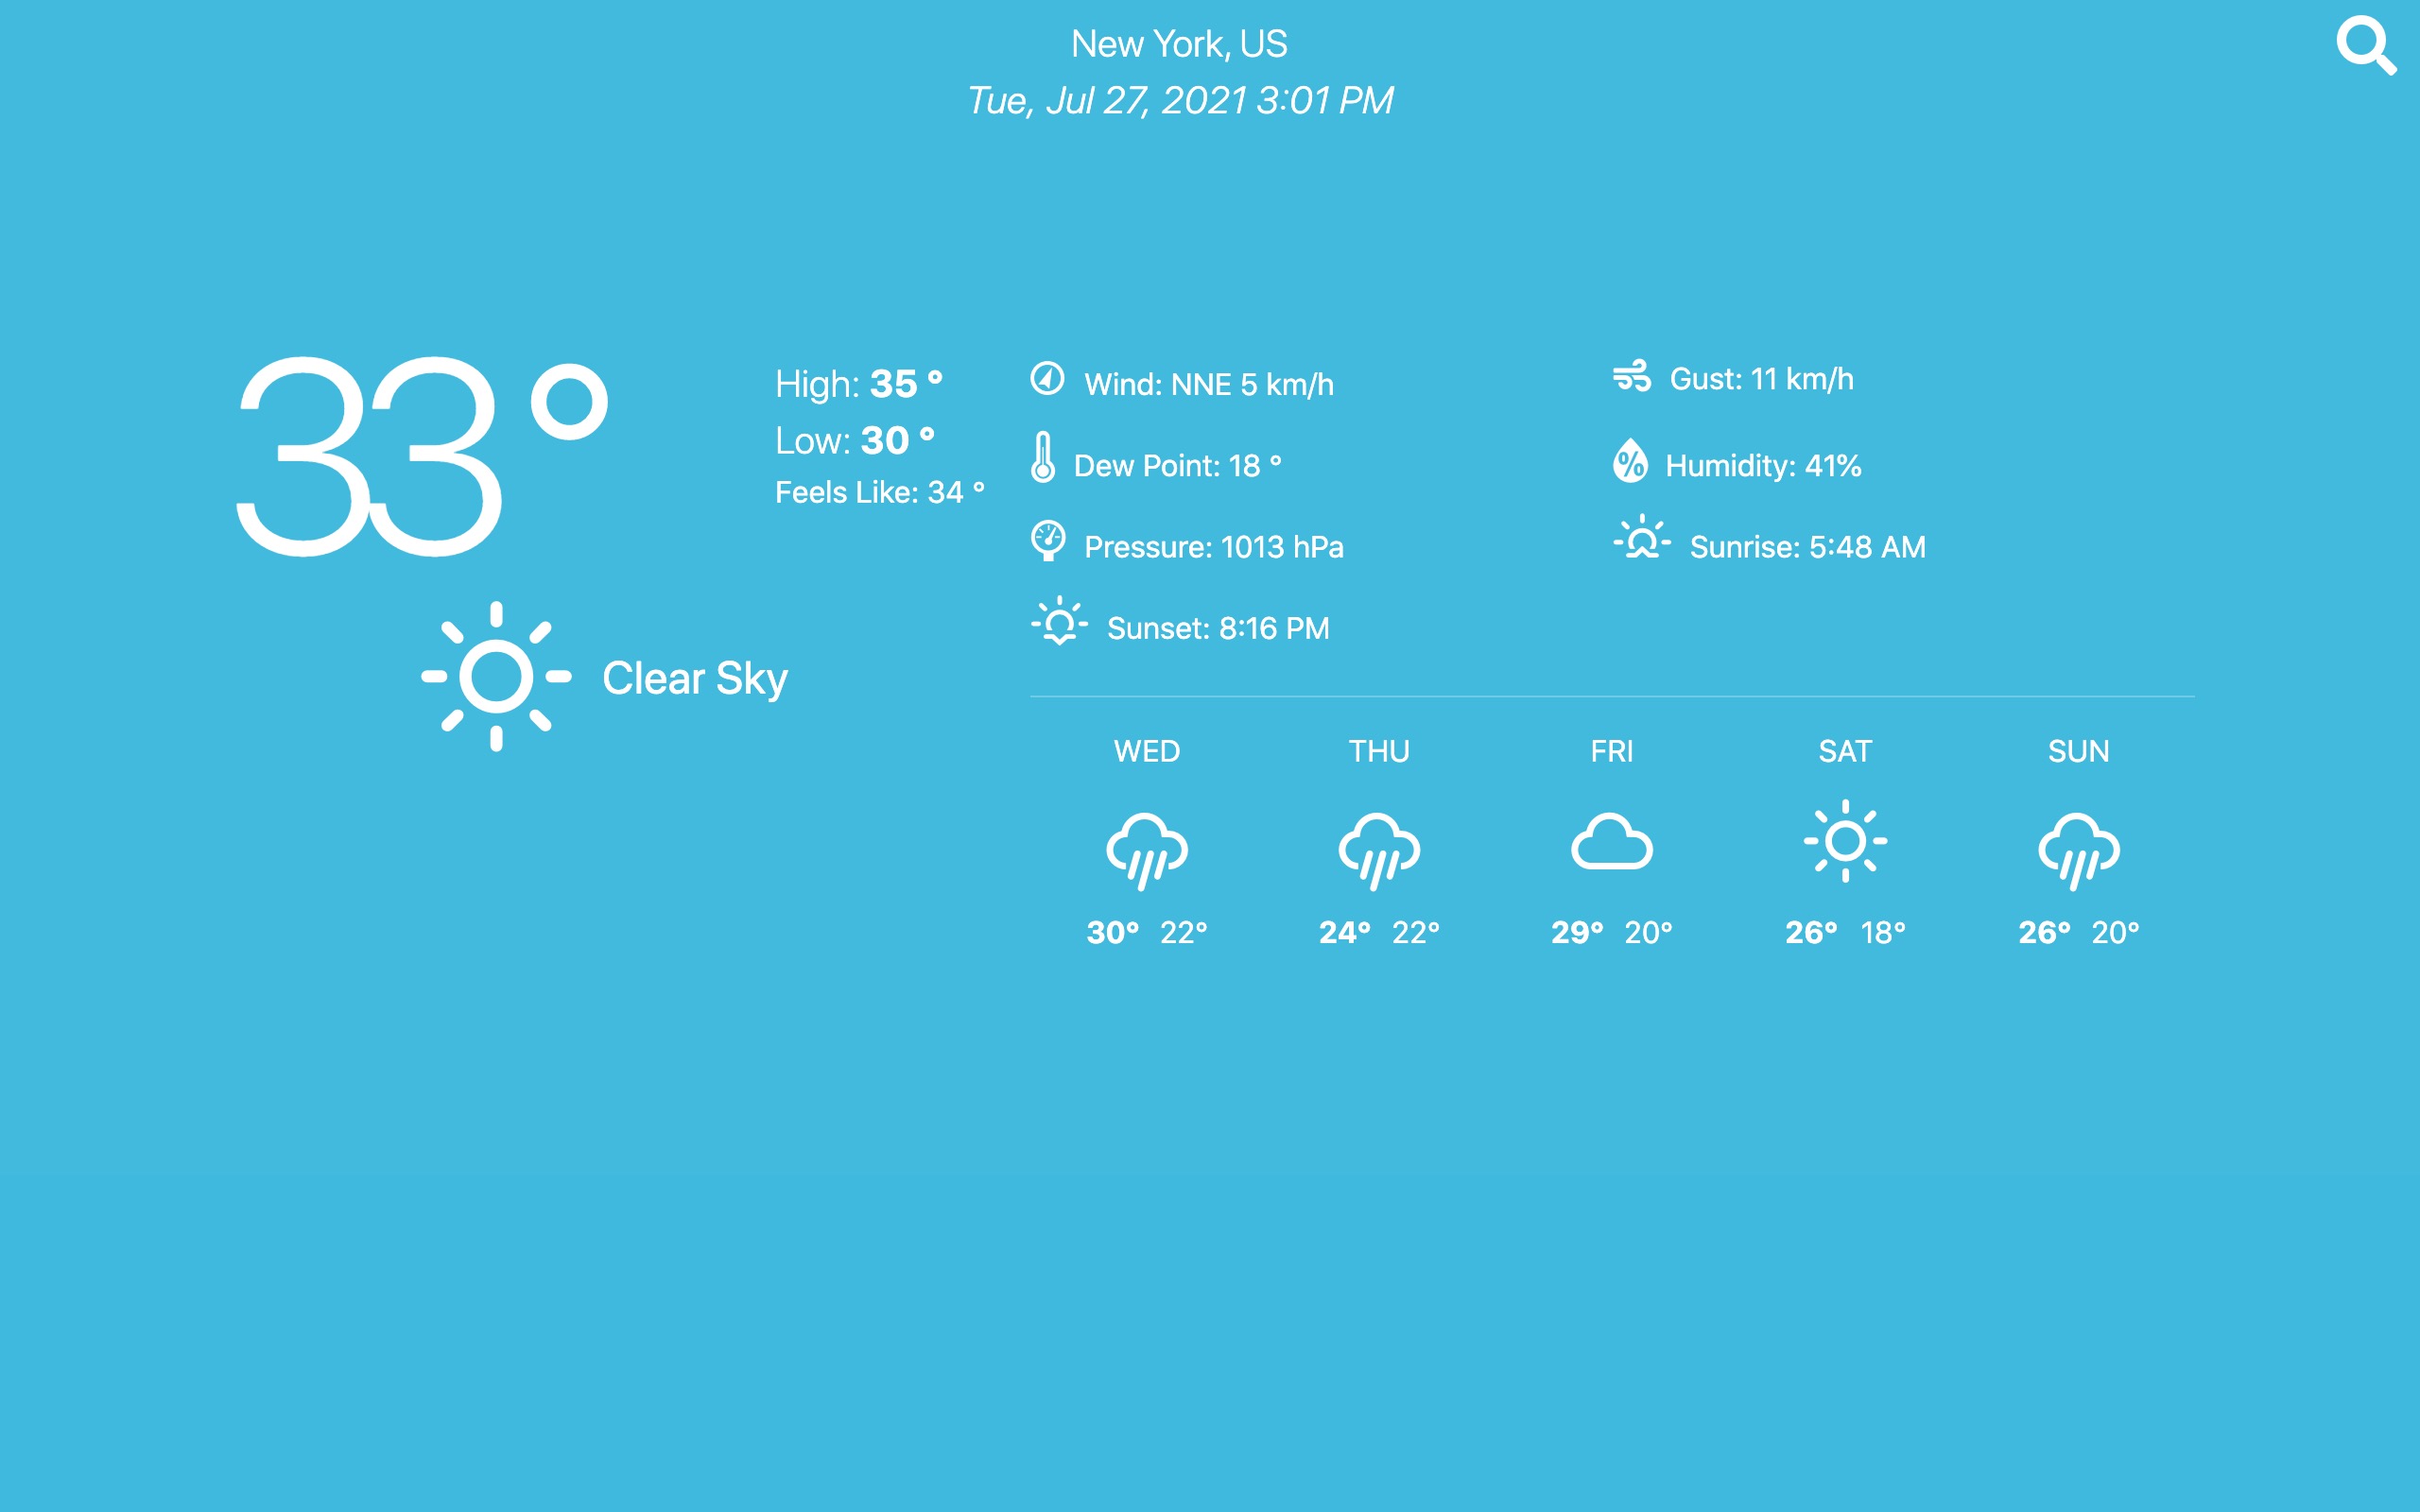 New York, US
Tue, Jul 27, 2021 3:01 PM
33°
High: 35 °
Low: 30 °
Feels Like: 34 °
Clear Sky
Wind: NNE 5 km/h
Gust: 11 km/h
Dew Point: 18 °
% Humidity: 41%
Pressure: 1013 hPa
Sunrise: 5:48 AM
Sunset: 8:16 PM
WED THU FRI SAT SUN
30° 22° 24° 22° 29° 20° 26° 18° 26° 20°